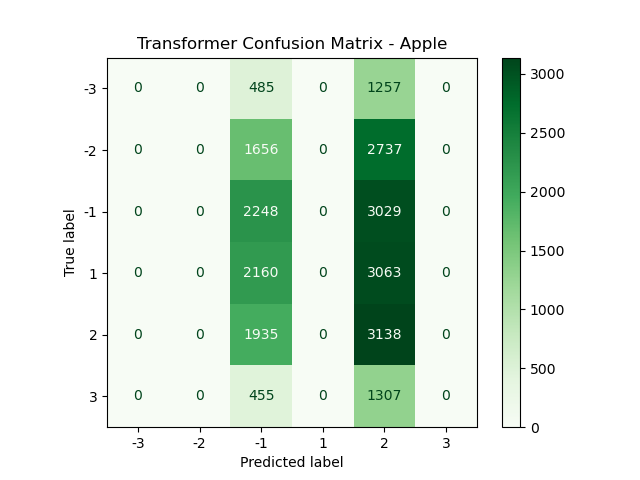 Transformer Confusion Matrix - Apple
True label
-3 0 0 485 0 1257 0
-2 0 0 1656 0 2737 0
-1 0 0 2248 0 3029 0
1 0 0 2160 0 3063 0
2 0 0 1935 0 3138 0
3 0 0 455 0 1307 0
-3 -2 -1 1 2 3
Predicted label
3000
2500
2000
1500
1000
500
0